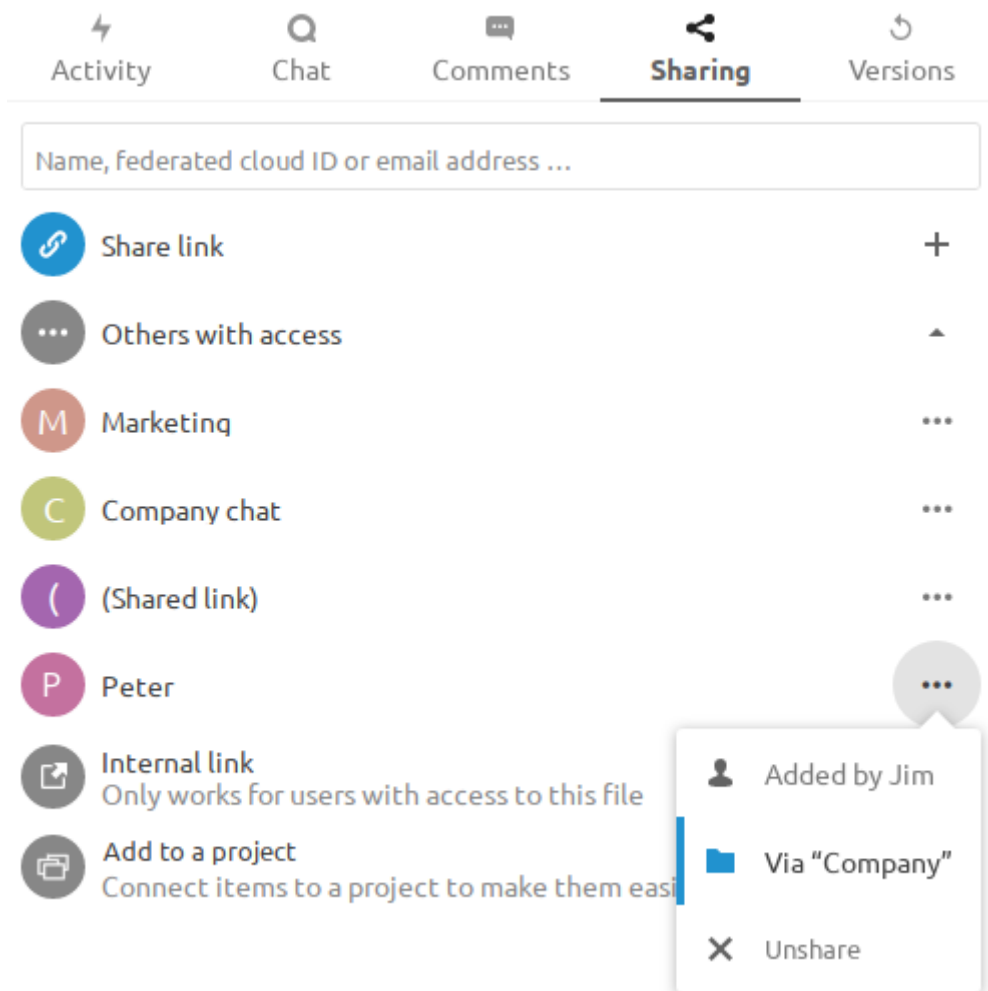 Activity
Chat
Comments
Sharing
Versions
Name, federated cloud ID or email address …
Share link
Others with access
M Marketing
C Company chat
( (Shared link)
P Peter
Internal link
Only works for users with access to this file
Added by Jim
Add to a project
Connect items to a project to make them easi
Via “Company”
Unshare